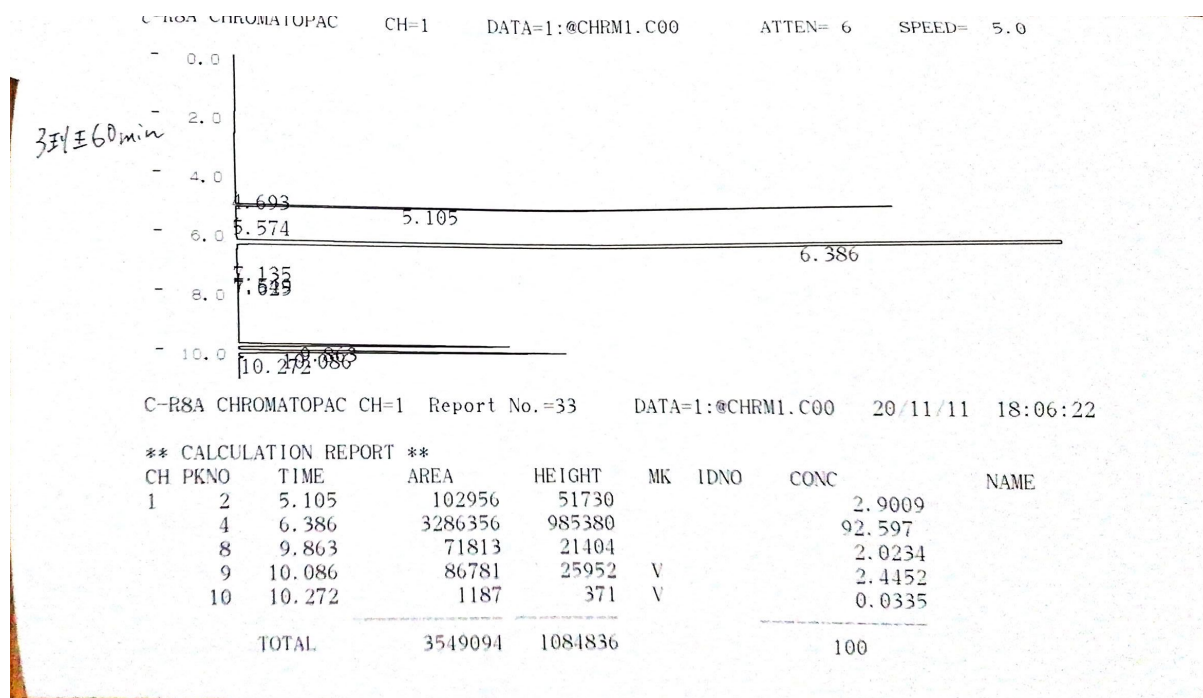 C-R8A CHROMATOPAC CH=1 DATA=1:@CHRM1.C00 ATTEN= 6 SPEED= 5.0
0.0
2.0
60min
4.0
4.693
5.105
5.574
6.0
6.386
7.135
8.0
10.0
10.086
10.272
C-R8A CHROMATOPAC CH=1 Report No.=33 DATA=1:@CHRM1.C00 20/11/11 18:06:22
** CALCULATION REPORT **
CH PKNO TIME AREA HEIGHT MK IDNO CONC NAME
1 2 5.105 102956 51730 2.9009
4 6.386 3286356 985380 92.597
8 9.863 71813 21404 2.0234
9 10.086 86781 25952 V 2.4452
10 10.272 1187 371 V 0.0335
TOTAL 3549094 1084836 100